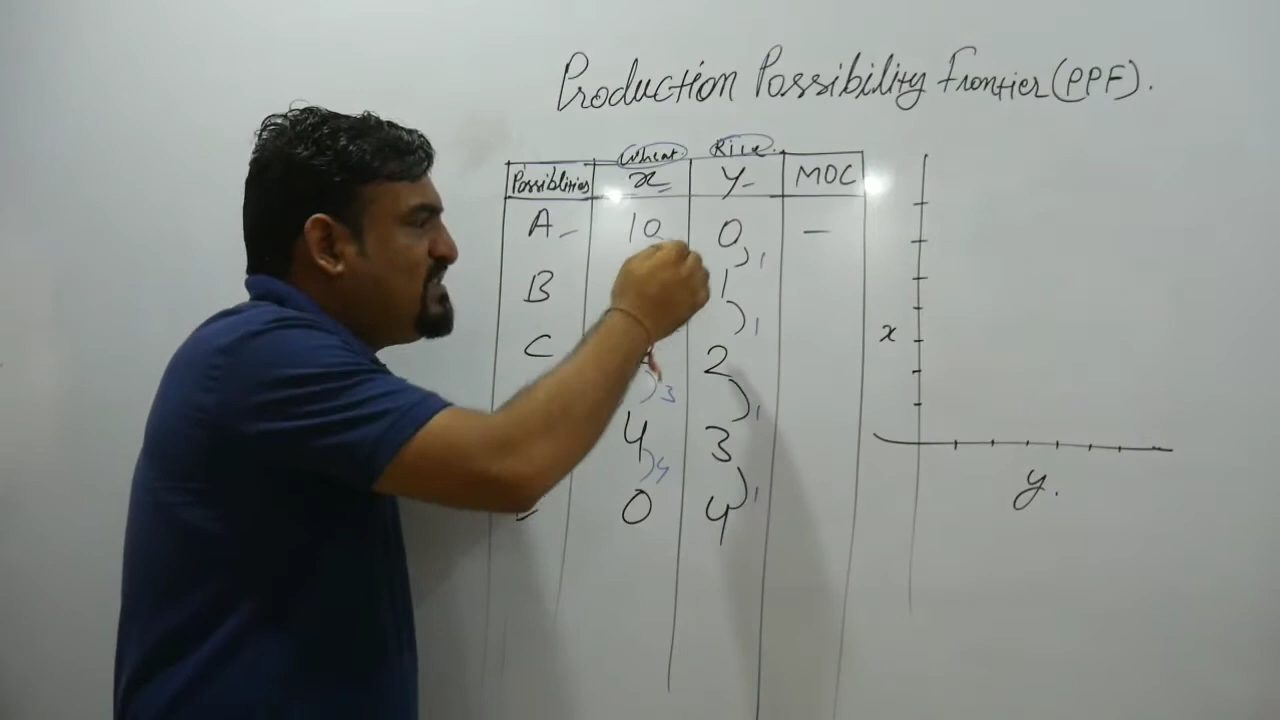 Production Possibility Frontier (PPF).
Wheat. Rice.
Possiblities x y MOC
A - 10 0 -
1
B 1
1
C 2
3 1
4 3
4 1
0 4
x
y.